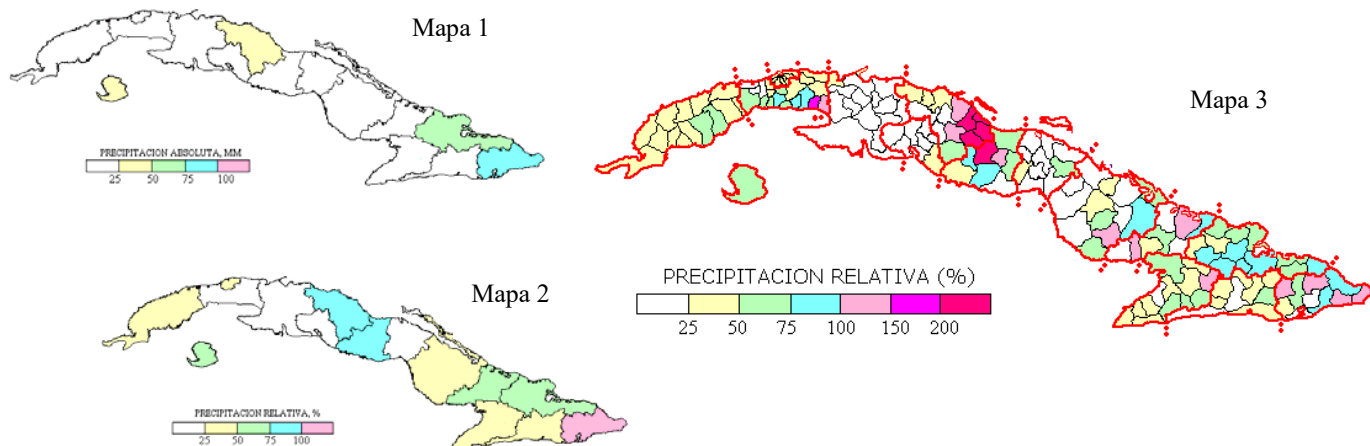 Mapa 1
PRECIPITACION ABSOLUTA, MM
25 50 75 100
Mapa 2
PRECIPITACION RELATIVA, %
25 50 75 100
Mapa 3
PRECIPITACION RELATIVA (%)
25 50 75 100 150 200